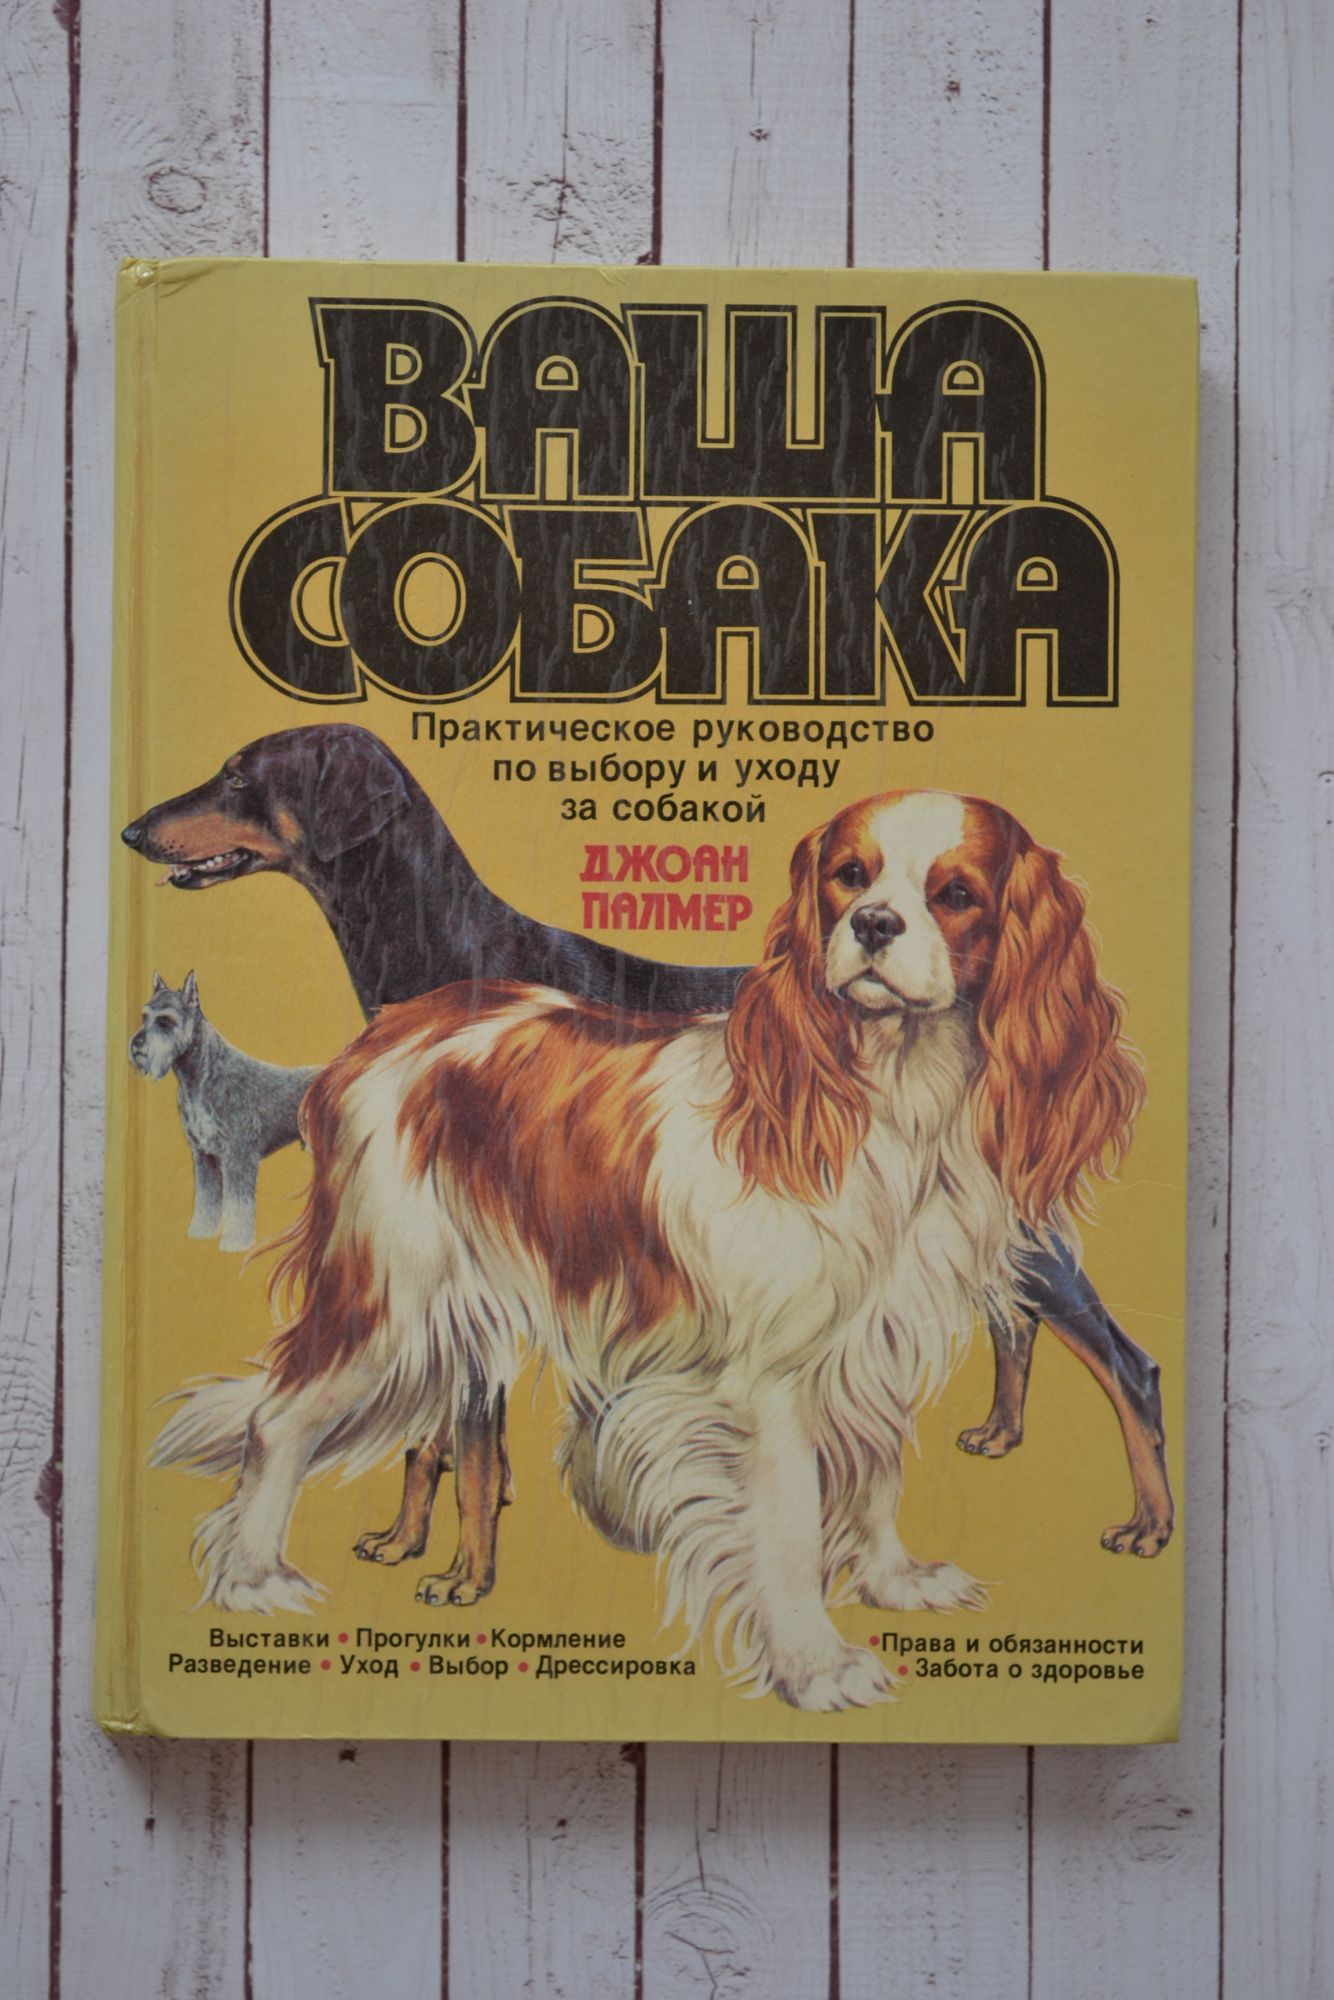 ВАША
СОБАКА
Практическое руководство
по выбору и уходу
за собакой
ДЖОАН
ПАЛМЕР
Выставки • Прогулки • Кормление
Разведение • Уход • Выбор • Дрессировка
• Права и обязанности
• Забота о здоровье